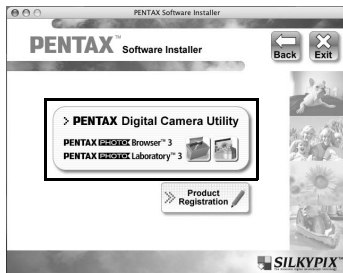 PENTAX Software Installer
PENTAX™ Software Installer
Back
Exit
> PENTAX Digital Camera Utility
PENTAX PHOTO Browser™ 3
PENTAX PHOTO Laboratory™ 3
Product
Registration
SILKYPIX